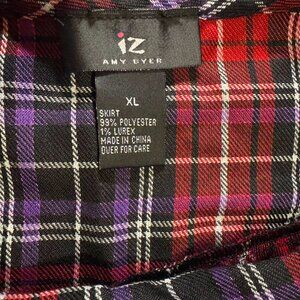 iz
AMY BYER
XL
SKIRT
99% POLYESTER
1% LUREX
MADE IN CHINA
OVER FOR CARE